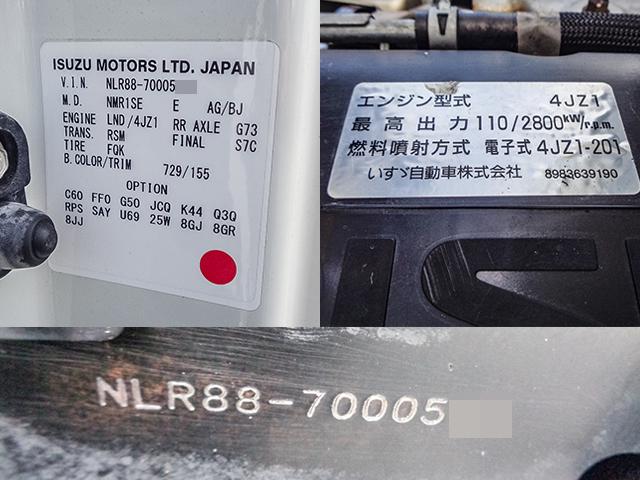 ISUZU MOTORS LTD. JAPAN
V.I.N. NLR88-70005
M.D. NMR1SE E AG/BJ
ENGINE LND/4JZ1 RR AXLE G73
TRANS. RSM FINAL S7C
TIRE FQK
B.COLOR/TRIM 729/155
OPTION
C60 FFO G50 JCQ K44 Q3Q
RPS SAY U69 25W 8GJ 8GR
8JJ
エンジン型式 4JZ1
最高出力 110/2800kW/r.p.m.
燃料噴射方式 電子式 4JZ1-201
いすゞ自動車株式会社 8983639190
NLR88-70005